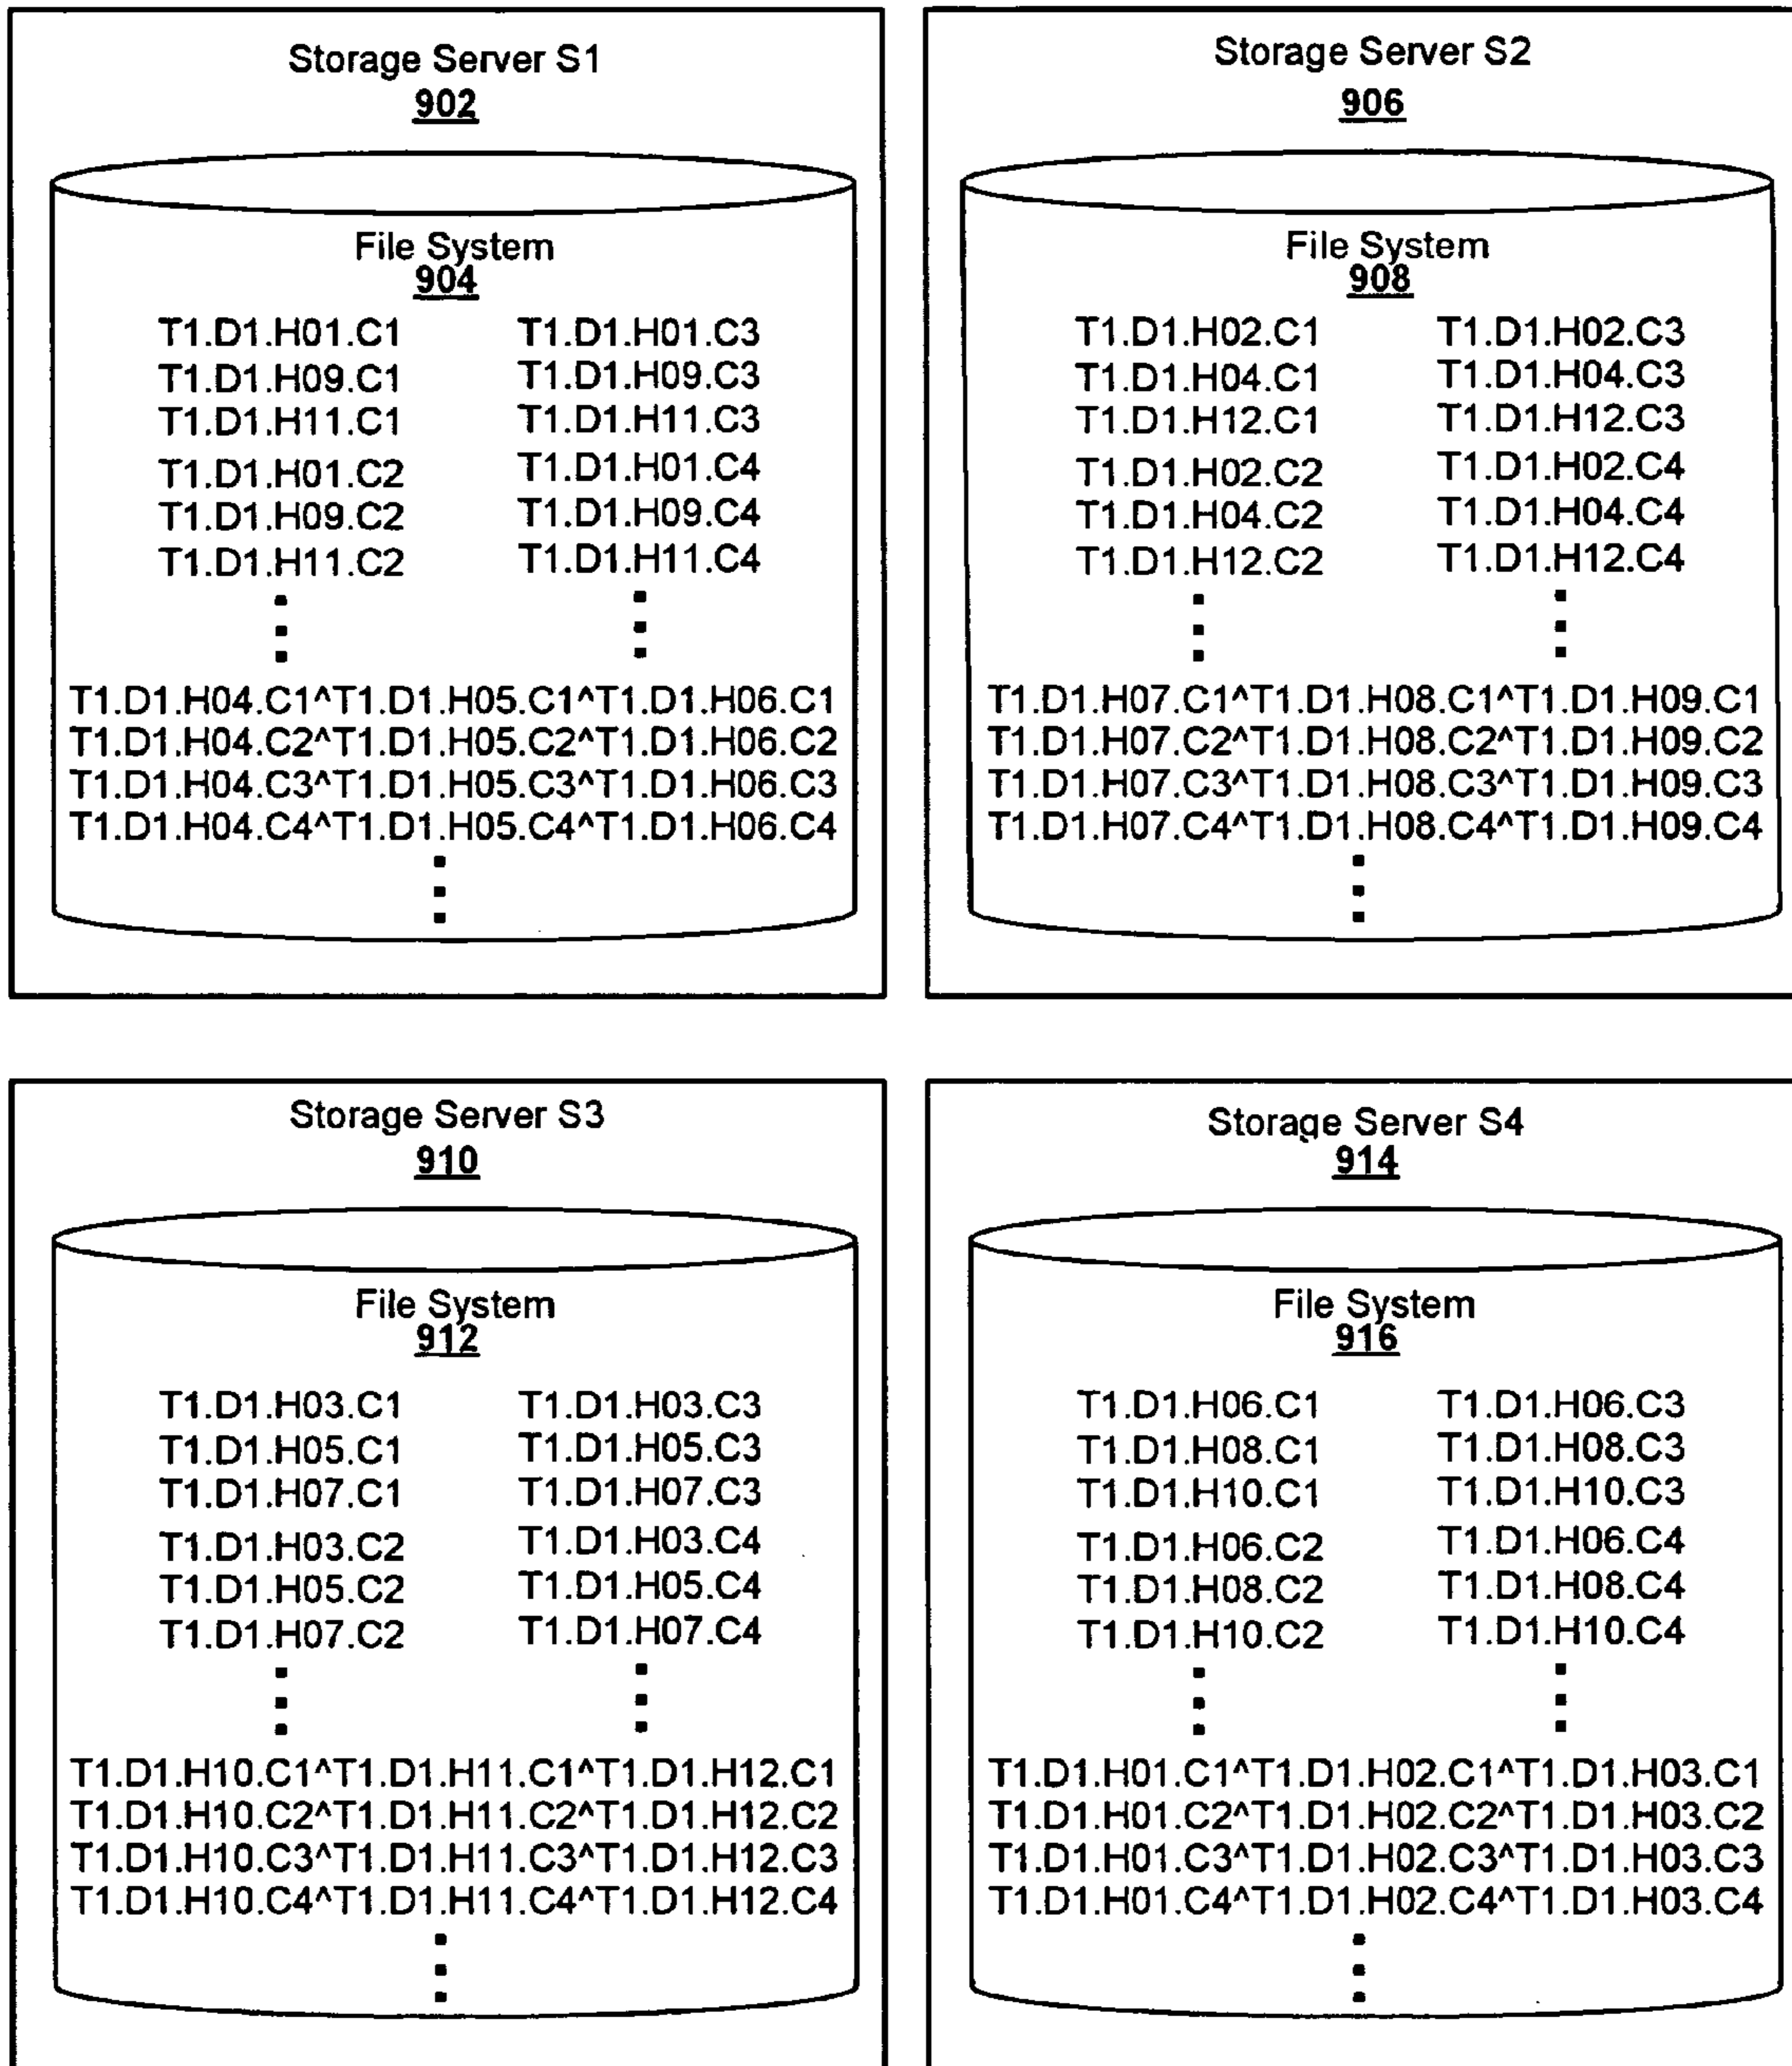 Storage Server S1
902
File System
904
T1.D1.H01.C1 T1.D1.H01.C3
T1.D1.H09.C1 T1.D1.H09.C3
T1.D1.H11.C1 T1.D1.H11.C3
T1.D1.H01.C2 T1.D1.H01.C4
T1.D1.H09.C2 T1.D1.H09.C4
T1.D1.H11.C2 T1.D1.H11.C4
T1.D1.H04.C1^T1.D1.H05.C1^T1.D1.H06.C1
T1.D1.H04.C2^T1.D1.H05.C2^T1.D1.H06.C2
T1.D1.H04.C3^T1.D1.H05.C3^T1.D1.H06.C3
T1.D1.H04.C4^T1.D1.H05.C4^T1.D1.H06.C4
Storage Server S2
906
File System
908
T1.D1.H02.C1 T1.D1.H02.C3
T1.D1.H04.C1 T1.D1.H04.C3
T1.D1.H12.C1 T1.D1.H12.C3
T1.D1.H02.C2 T1.D1.H02.C4
T1.D1.H04.C2 T1.D1.H04.C4
T1.D1.H12.C2 T1.D1.H12.C4
T1.D1.H07.C1^T1.D1.H08.C1^T1.D1.H09.C1
T1.D1.H07.C2^T1.D1.H08.C2^T1.D1.H09.C2
T1.D1.H07.C3^T1.D1.H08.C3^T1.D1.H09.C3
T1.D1.H07.C4^T1.D1.H08.C4^T1.D1.H09.C4
Storage Server S3
910
File System
912
T1.D1.H03.C1 T1.D1.H03.C3
T1.D1.H05.C1 T1.D1.H05.C3
T1.D1.H07.C1 T1.D1.H07.C3
T1.D1.H03.C2 T1.D1.H03.C4
T1.D1.H05.C2 T1.D1.H05.C4
T1.D1.H07.C2 T1.D1.H07.C4
T1.D1.H10.C1^T1.D1.H11.C1^T1.D1.H12.C1
T1.D1.H10.C2^T1.D1.H11.C2^T1.D1.H12.C2
T1.D1.H10.C3^T1.D1.H11.C3^T1.D1.H12.C3
T1.D1.H10.C4^T1.D1.H11.C4^T1.D1.H12.C4
Storage Server S4
914
File System
916
T1.D1.H06.C1 T1.D1.H06.C3
T1.D1.H08.C1 T1.D1.H08.C3
T1.D1.H10.C1 T1.D1.H10.C3
T1.D1.H06.C2 T1.D1.H06.C4
T1.D1.H08.C2 T1.D1.H08.C4
T1.D1.H10.C2 T1.D1.H10.C4
T1.D1.H01.C1^T1.D1.H02.C1^T1.D1.H03.C1
T1.D1.H01.C2^T1.D1.H02.C2^T1.D1.H03.C2
T1.D1.H01.C3^T1.D1.H02.C3^T1.D1.H03.C3
T1.D1.H01.C4^T1.D1.H02.C4^T1.D1.H03.C4